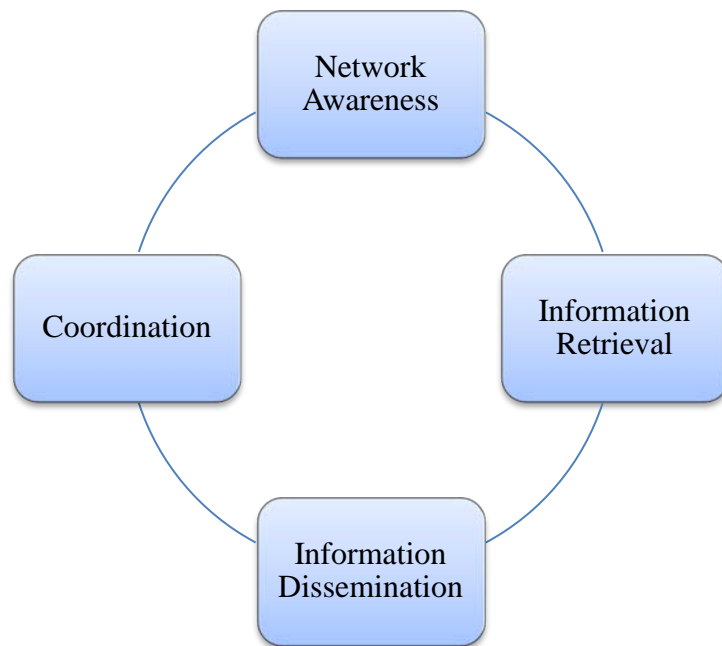 Network
Awareness
Coordination
Information
Retrieval
Information
Dissemination